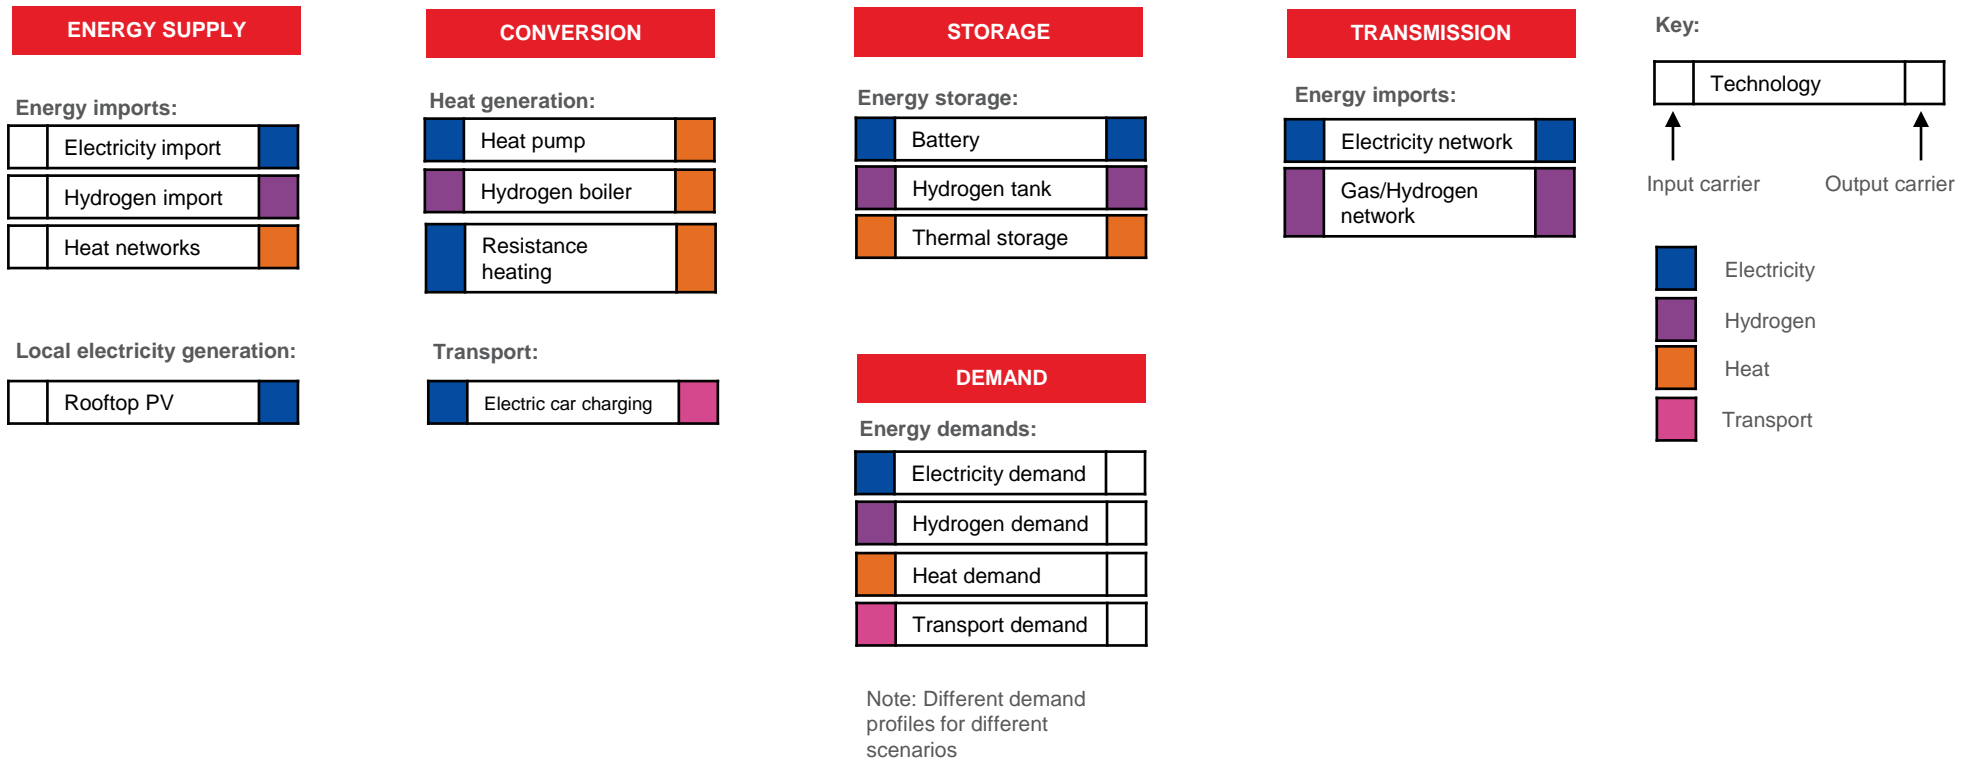 ENERGY SUPPLY
Energy imports:
Electricity import
Hydrogen import
Heat networks
Local electricity generation:
Rooftop PV
CONVERSION
Heat generation:
Heat pump
Hydrogen boiler
Resistance
heating
Transport:
Electric car charging
STORAGE
Energy storage:
Battery
Hydrogen tank
Thermal storage
DEMAND
Energy demands:
Electricity demand
Hydrogen demand
Heat demand
Transport demand
Note: Different demand
profiles for different
scenarios
TRANSMISSION
Energy imports:
Electricity network
Gas/Hydrogen
network
Key:
Technology
Input carrier
Output carrier
Electricity
Hydrogen
Heat
Transport